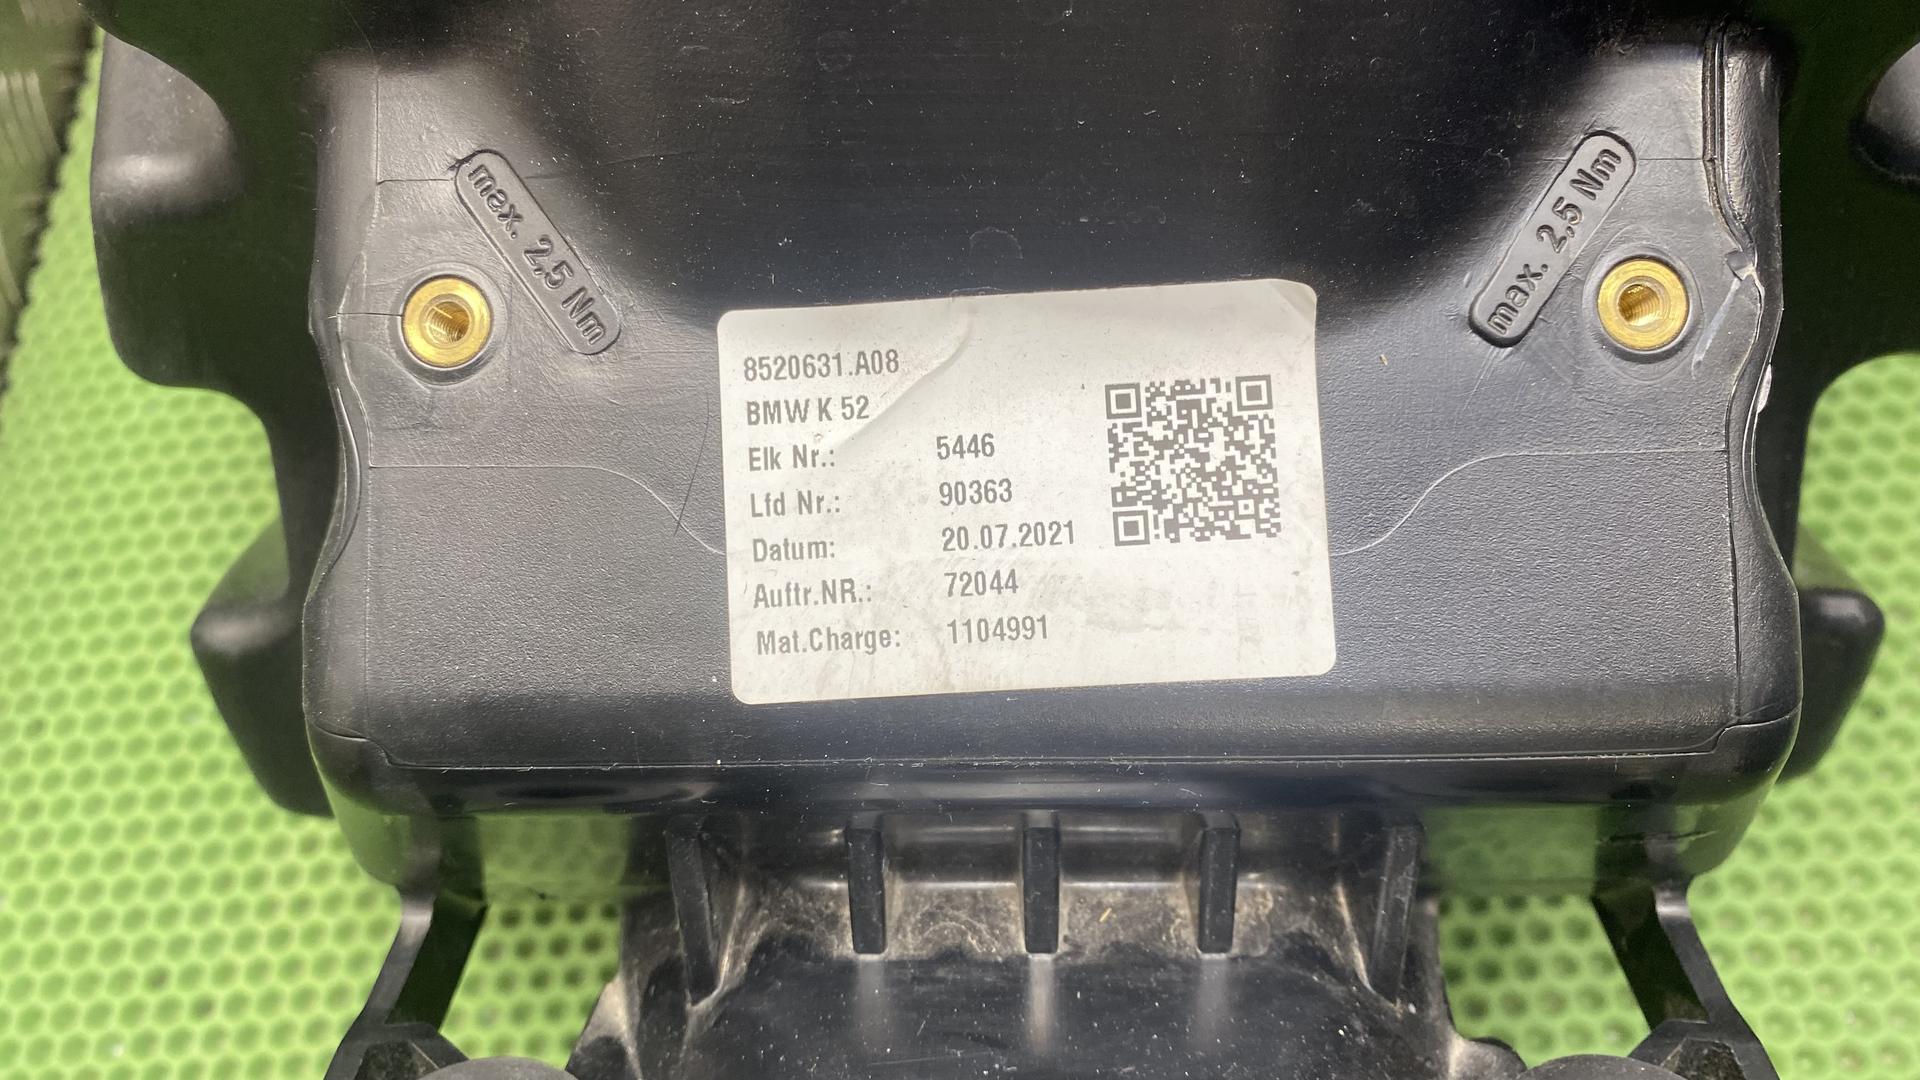 max. 2,5 Nm
max. 2,5 Nm
8520631.A08
BMW K 52
Elk Nr.: 5446
Lfd Nr.: 90363
Datum: 20.07.2021
Auftr.NR.: 72044
Mat.Charge: 1104991